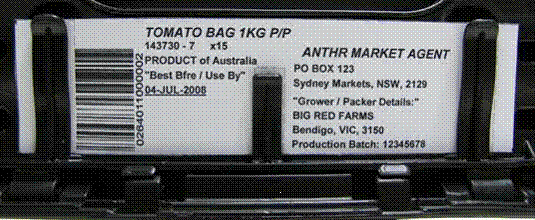 TOMATO BAG 1KG P/P
143730 - 7 x15
PRODUCT of Australia
"Best Bfre / Use By"
04-JUL-2008
0264011000002
ANTHR MARKET AGENT
PO BOX 123
Sydney Markets, NSW, 2129
"Grower / Packer Details:"
BIG RED FARMS
Bendigo, VIC, 3150
Production Batch: 12345678